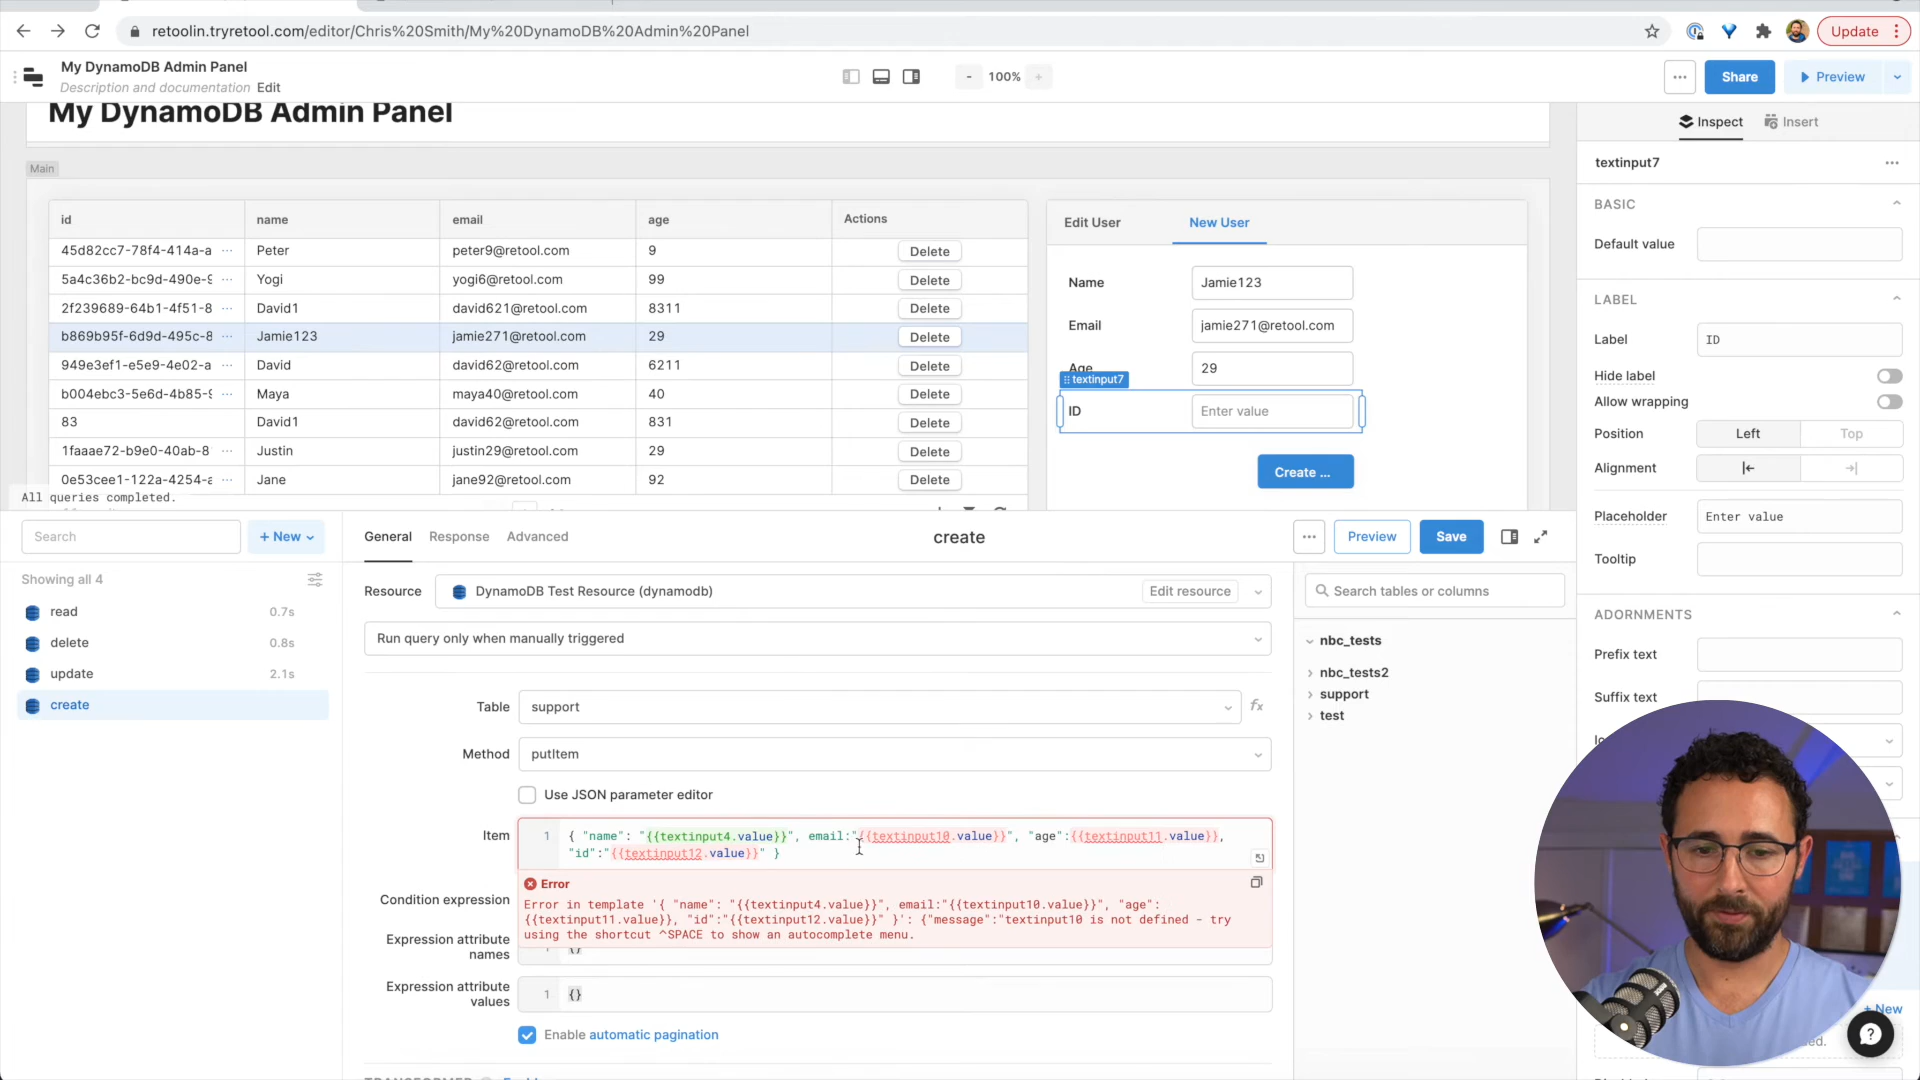 retoolin.tryretool.com/editor/Chris%20Smith/My%20DynamoDB%20Admin%20Panel
Update
My DynamoDB Admin Panel
Description and documentation Edit
- 100% +
Share
Preview
My DynamoDB Admin Panel
Inspect
Insert
Main
textinput7
id name email age Actions
45d82cc7-78f4-414a-a ... Peter peter9@retool.com 9 Delete
5a4c36b2-bc9d-490e-9 ... Yogi yogi6@retool.com 99 Delete
2f239689-64b1-4f51-8 ... David1 david621@retool.com 8311 Delete
b869b95f-6d9d-495c-8 ... Jamie123 jamie271@retool.com 29 Delete
949e3ef1-e5e9-4e02-a ... David david62@retool.com 6211 Delete
b004ebc3-5e6d-4b85-9 ... Maya maya40@retool.com 40 Delete
83 David1 david62@retool.com 831 Delete
1faaae72-b9e0-40ab-8 ... Justin justin29@retool.com 29 Delete
0e53cee1-122a-4254-a ... Jane jane92@retool.com 92 Delete
All queries completed.
Edit User New User
Name Jamie123
Email jamie271@retool.com
Age 29
textinput7
ID Enter value
Create ...
BASIC
Default value
LABEL
Label ID
Hide label
Allow wrapping
Position Left Top
Alignment
Placeholder Enter value
Tooltip
ADORNMENTS
Prefix text
Suffix text
Search
+ New
Showing all 4
read 0.7s
delete 0.8s
update 2.1s
create
General Response Advanced
create
Preview
Save
Resource DynamoDB Test Resource (dynamodb) Edit resource
Run query only when manually triggered
Table support fx
Method putItem
Use JSON parameter editor
Item 1 { "name": "{{textinput4.value}}", email:"{{textinput10.value}}", "age":{{textinput11.value}},
"id":"{{textinput12.value}}" }
Error
Error in template '{ "name": "{{textinput4.value}}", email:"{{textinput10.value}}", "age":
{{textinput11.value}}, "id":"{{textinput12.value}}" }': {"message":"textinput10 is not defined - try
using the shortcut ^SPACE to show an autocomplete menu.
Condition expression
Expression attribute
names
{}
Expression attribute
values
1 {}
Enable automatic pagination
Search tables or columns
nbc_tests
nbc_tests2
support
test
+ New